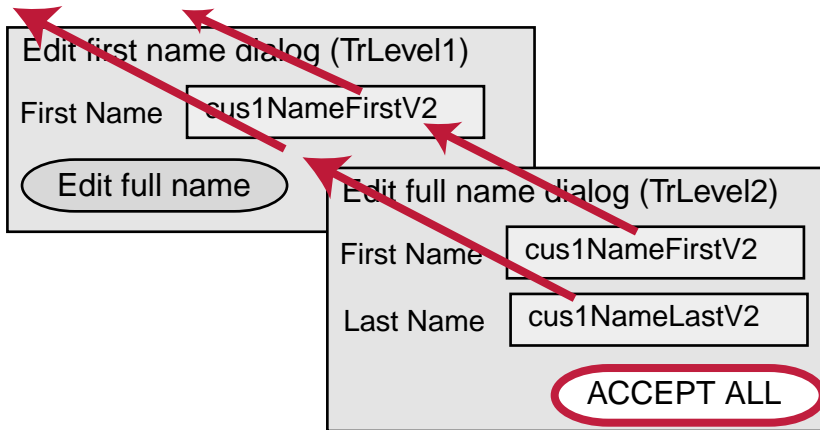 Edit first name dialog (TrLevel1)
First Name cus1NameFirstV2
Edit full name
Edit full name dialog (TrLevel2)
First Name cus1NameFirstV2
Last Name cus1NameLastV2
ACCEPT ALL